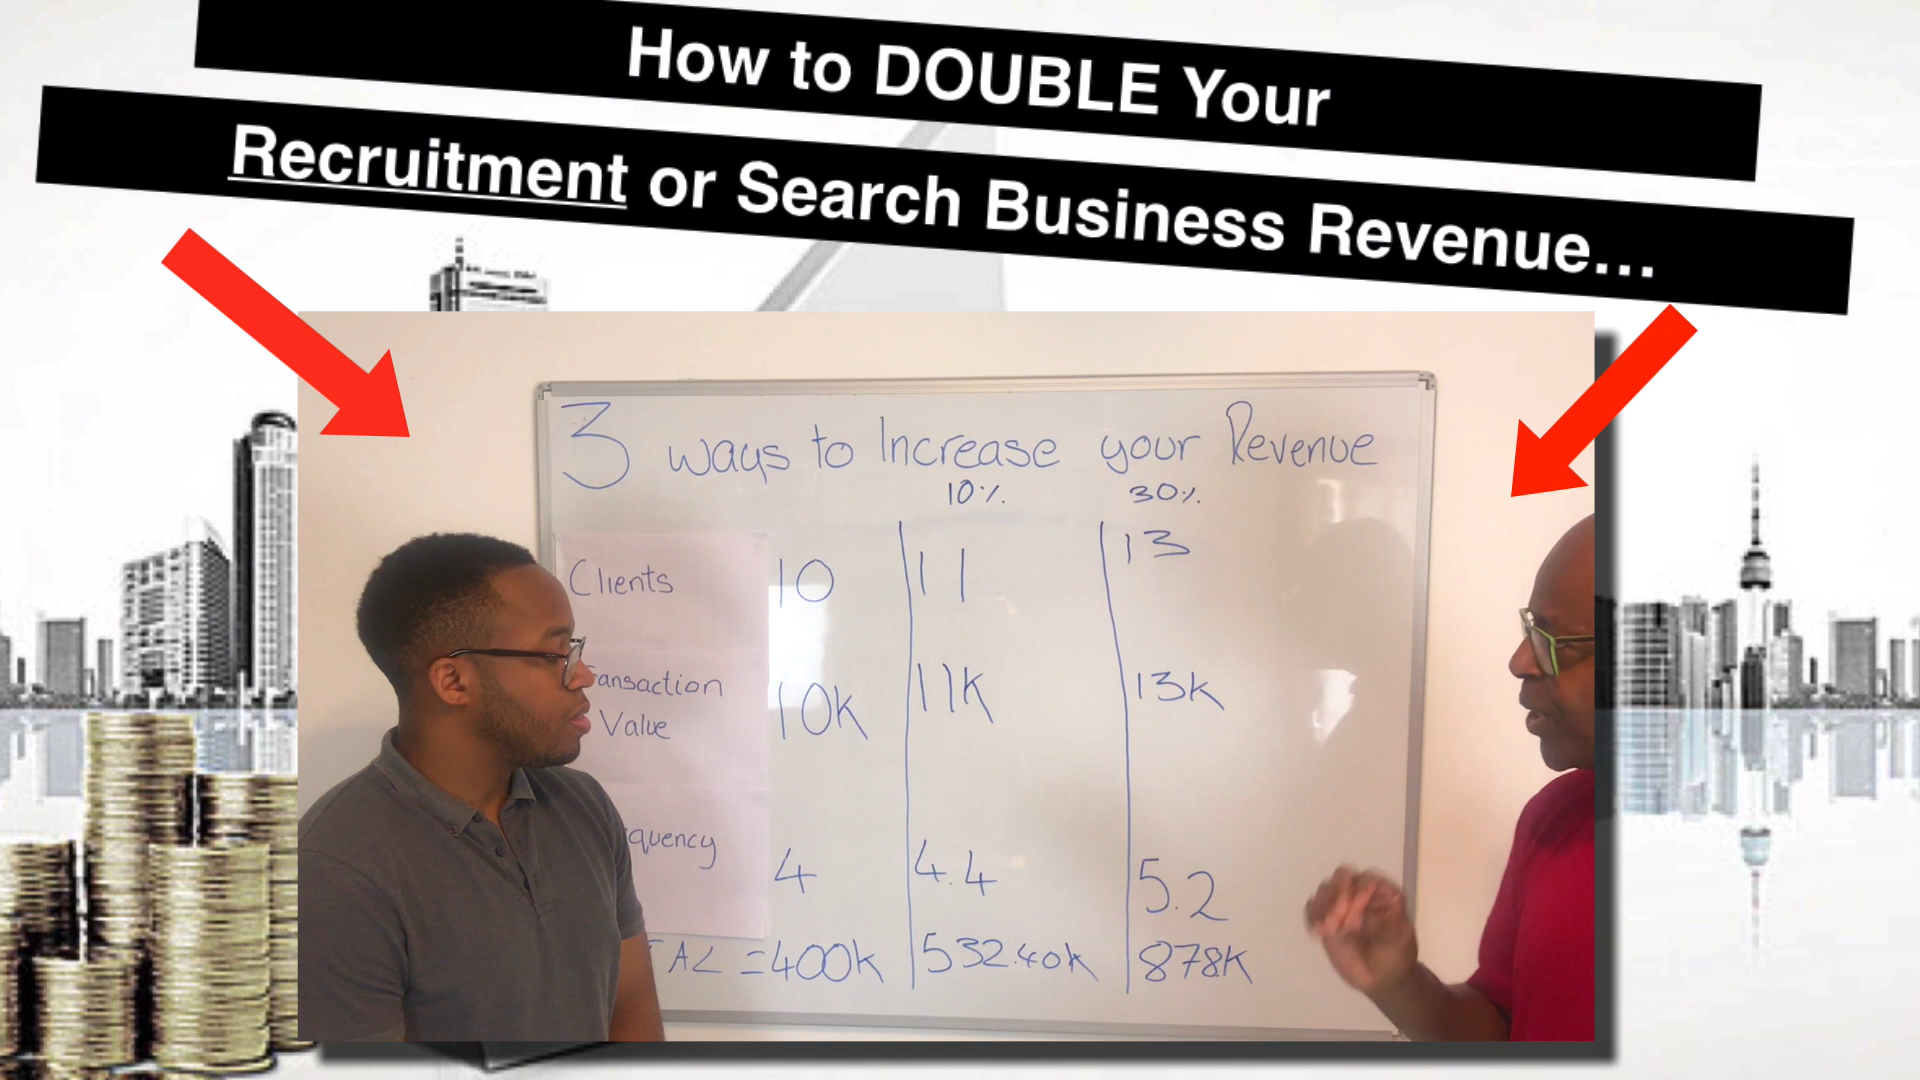 How to DOUBLE Your
Recruitment or Search Business Revenue...
3 ways to Increase your Revenue
10% 30%
Clients 10 11 13
ansaction
Value 10K 11K 13K
quency 4 4.4 5.2
TAL = 400K 532.40K 878K